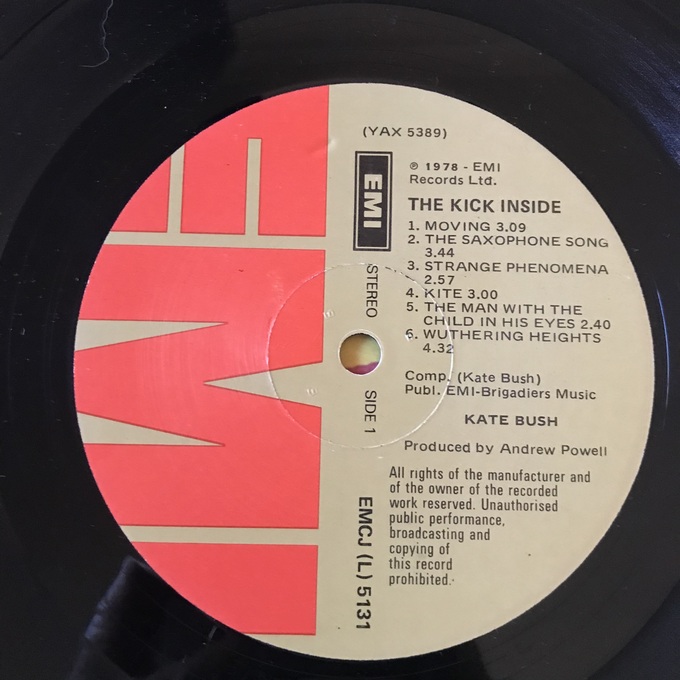 (YAX 5389)
℗ 1978 - EMI
Records Ltd.
EMI
THE KICK INSIDE
1. MOVING 3.09
2. THE SAXOPHONE SONG
3.44
3. STRANGE PHENOMENA
2.57
4. KITE 3.00
5. THE MAN WITH THE
CHILD IN HIS EYES 2.40
6. WUTHERING HEIGHTS
4.32
STEREO
SIDE 1
Comp. (Kate Bush)
Publ. EMI-Brigadiers Music
KATE BUSH
Produced by Andrew Powell
All rights of the manufacturer and
of the owner of the recorded
work reserved. Unauthorised
public performance,
broadcasting and
copying of
this record
prohibited.
EMCJ (L) 5131
EMI